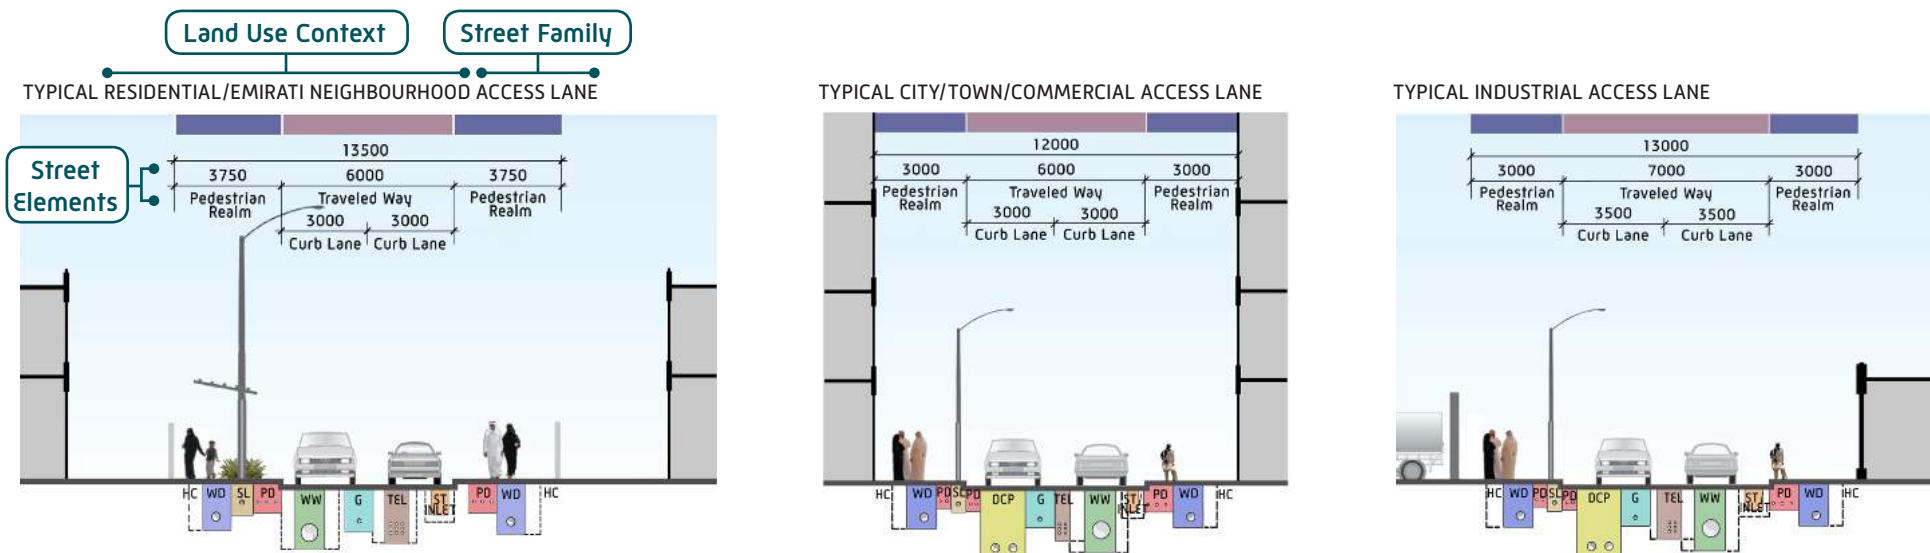 Land Use Context
Street Family
TYPICAL RESIDENTIAL/EMIRATI NEIGHBOURHOOD ACCESS LANE
Street
Elements
13500
3750 6000 3750
Pedestrian Traveled Way Pedestrian
Realm Realm
3000 3000
Curb Lane Curb Lane
HC WD SL PD WW G TEL ST PD WD HC
INLET
TYPICAL CITY/TOWN/COMMERCIAL ACCESS LANE
12000
3000 6000 3000
Pedestrian Traveled Way Pedestrian
Realm Realm
3000 3000
Curb Lane Curb Lane
HC WD PD SL PD DCP G TEL WW ST/ PD WD HC
INLET
TYPICAL INDUSTRIAL ACCESS LANE
13000
3000 7000 3000
Pedestrian Traveled Way Pedestrian
Realm Realm
3500 3500
Curb Lane Curb Lane
HC WD PD SL PD DCP G TEL WW ST/ PD WD HC
INLET